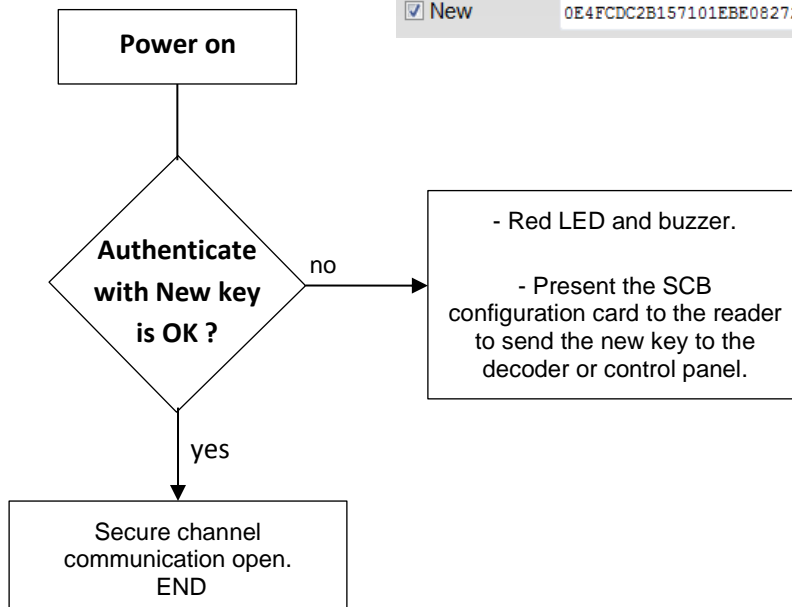 New
Power on
- Red LED and buzzer.
- Present the SCB
configuration card to the reader
to send the new key to the
decoder or control panel.
Authenticate
with New key
is OK ?
no
yes
Secure channel
communication open.
END